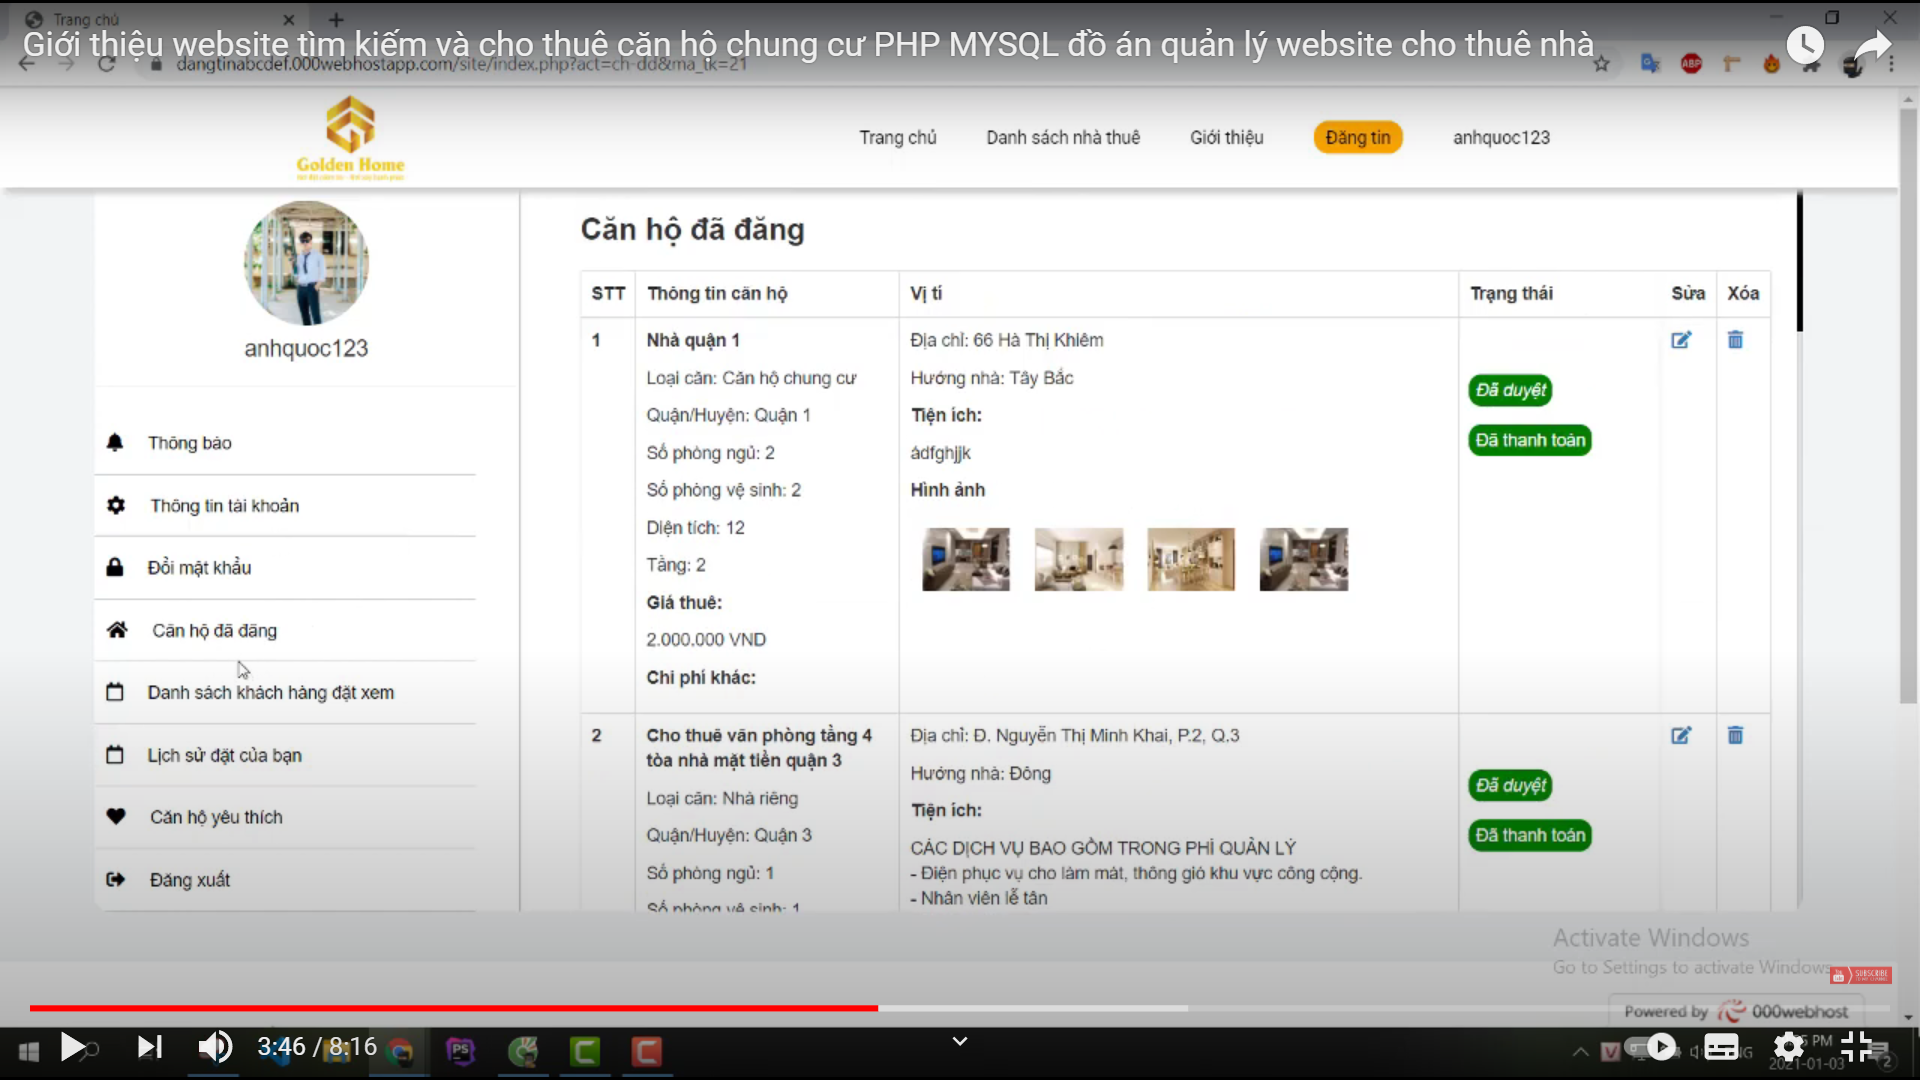 Trang chủ
Giới thiệu website tìm kiếm và cho thuê căn hộ chung cư PHP MYSQL đồ án quản lý website cho thuê nhà
dangtinabcdef.000webhostapp.com/site/index.php?act=ch-dd&ma_tk=21
ABP
Golden Home
Trang chủ
Danh sách nhà thuê
Giới thiệu
Đăng tin
anhquoc123
anhquoc123
Thông báo
Thông tin tài khoản
Đổi mật khẩu
Căn hộ đã đăng
Danh sách khách hàng đặt xem
Lịch sử đặt của bạn
Căn hộ yêu thích
Đăng xuất
Căn hộ đã đăng
STT Thông tin căn hộ Vị tí Trạng thái Sửa Xóa
1
Nhà quận 1
Loại căn: Căn hộ chung cư
Quận/Huyện: Quận 1
Số phòng ngủ: 2
Số phòng vệ sinh: 2
Diện tích: 12
Tầng: 2
Giá thuê:
2.000.000 VND
Chi phí khác:
Địa chỉ: 66 Hà Thị Khiêm
Hướng nhà: Tây Bắc
Tiện ích:
ádfghjjk
Hình ảnh
Đã duyệt
Đã thanh toán
2
Cho thuê văn phòng tầng 4
tòa nhà mặt tiền quận 3
Loại căn: Nhà riêng
Quận/Huyện: Quận 3
Số phòng ngủ: 1
Số phòng vệ sinh: 1
Địa chỉ: Đ. Nguyễn Thị Minh Khai, P.2, Q.3
Hướng nhà: Đông
Tiện ích:
CÁC DỊCH VỤ BAO GỒM TRONG PHÍ QUẢN LÝ
- Điện phục vụ cho làm mát, thông gió khu vực công cộng.
- Nhân viên lễ tân
Đã duyệt
Đã thanh toán
Activate Windows
Go to Settings to activate Windows
SUBSCRIBE
Powered by 000webhost
3:46 / 8:16
PS
V
PM
2021-01-03
2